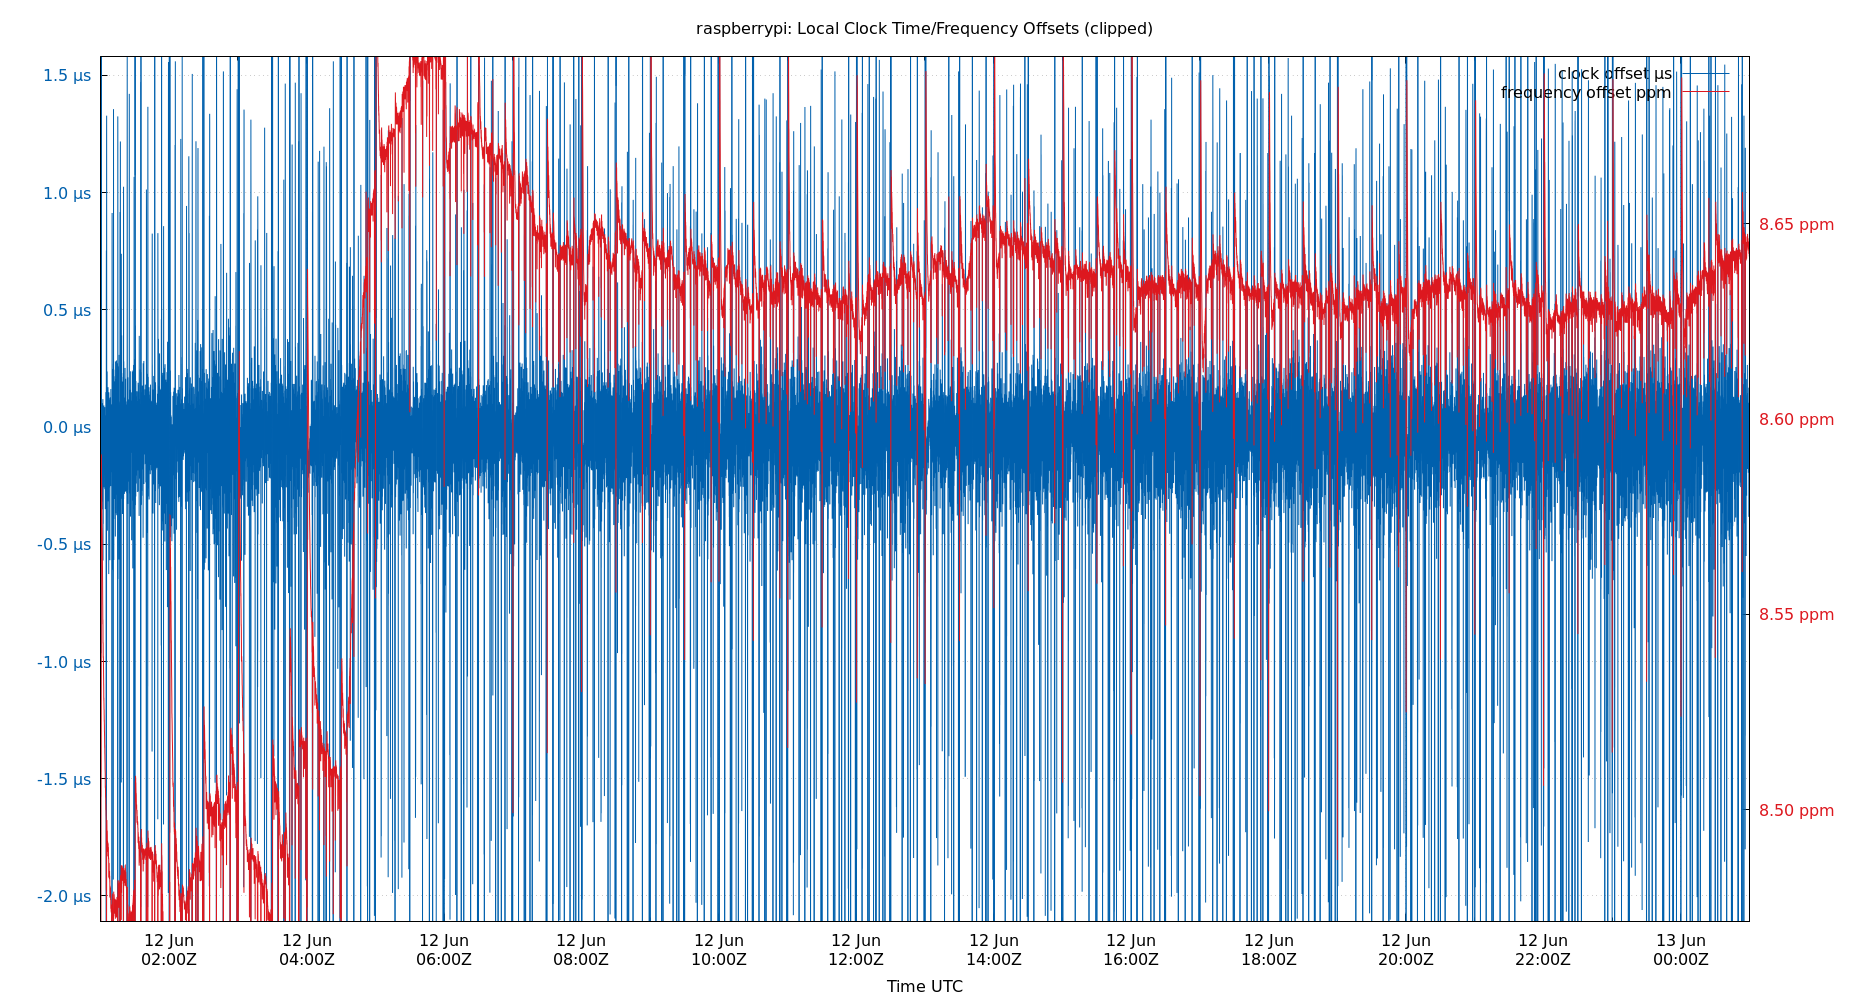 raspberrypi: Local Clock Time/Frequency Offsets (clipped)
clock offset µs
frequency offset ppm
1.5 µs
1.0 µs
0.5 µs
0.0 µs
-0.5 µs
-1.0 µs
-1.5 µs
-2.0 µs
8.65 ppm
8.60 ppm
8.55 ppm
8.50 ppm
12 Jun 12 Jun 12 Jun 12 Jun 12 Jun 12 Jun 12 Jun 12 Jun 12 Jun 12 Jun 12 Jun 13 Jun
02:00Z 04:00Z 06:00Z 08:00Z 10:00Z 12:00Z 14:00Z 16:00Z 18:00Z 20:00Z 22:00Z 00:00Z
Time UTC